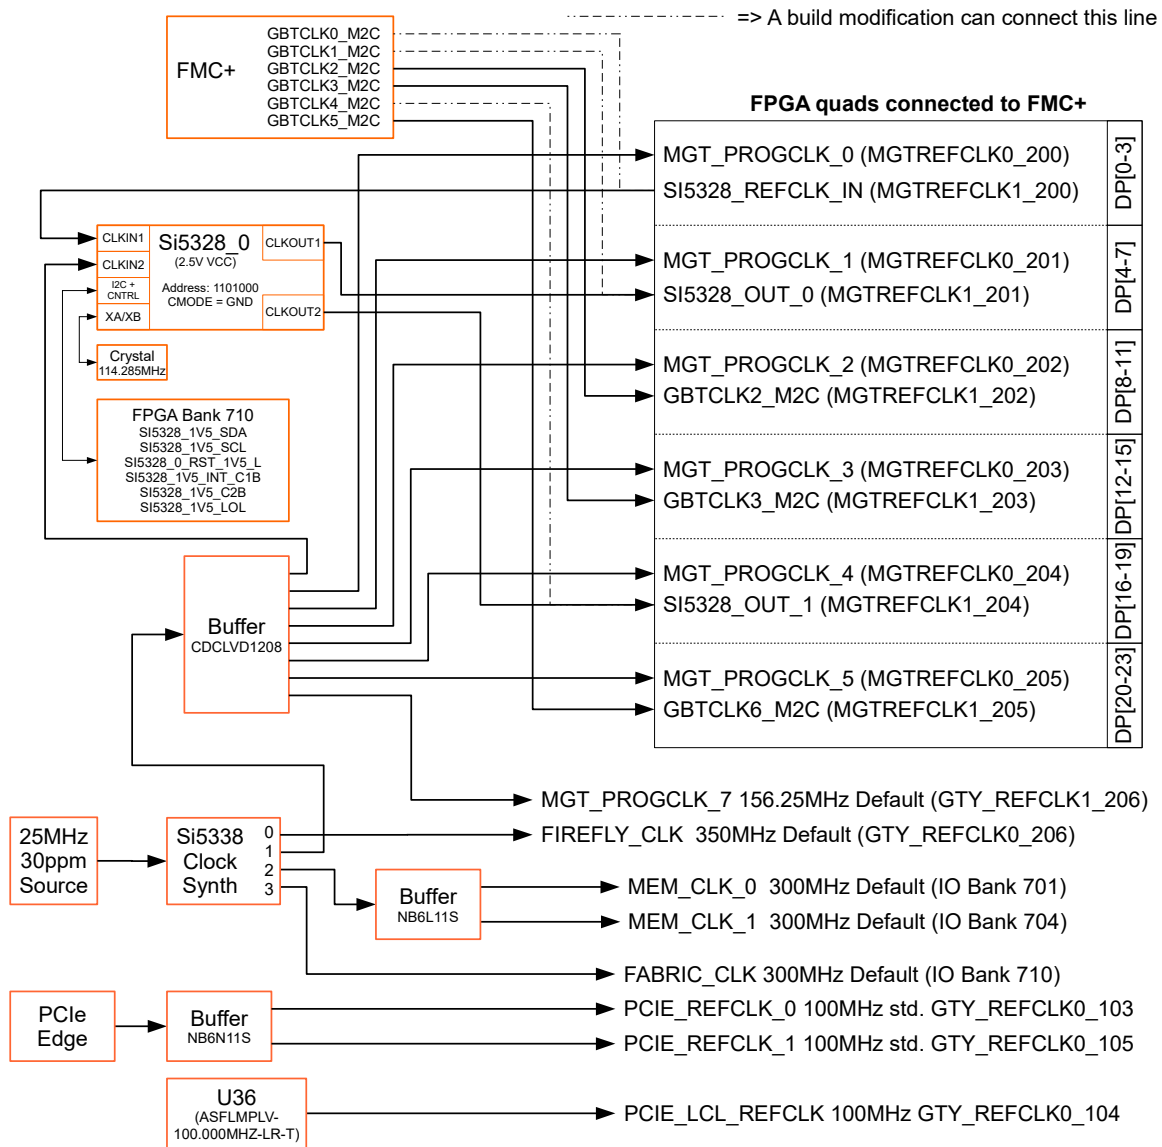 => A build modification can connect this line
FMC+
GBTCLK0_M2C
GBTCLK1_M2C
GBTCLK2_M2C
GBTCLK3_M2C
GBTCLK4_M2C
GBTCLK5_M2C
FPGA quads connected to FMC+
MGT_PROGCLK_0 (MGTREFCLK0_200)
SI5328_REFCLK_IN (MGTREFCLK1_200)
DP[0-3]
MGT_PROGCLK_1 (MGTREFCLK0_201)
SI5328_OUT_0 (MGTREFCLK1_201)
DP[4-7]
MGT_PROGCLK_2 (MGTREFCLK0_202)
GBTCLK2_M2C (MGTREFCLK1_202)
DP[8-11]
MGT_PROGCLK_3 (MGTREFCLK0_203)
GBTCLK3_M2C (MGTREFCLK1_203)
DP[12-15]
MGT_PROGCLK_4 (MGTREFCLK0_204)
SI5328_OUT_1 (MGTREFCLK1_204)
DP[16-19]
MGT_PROGCLK_5 (MGTREFCLK0_205)
GBTCLK6_M2C (MGTREFCLK1_205)
DP[20-23]
CLKIN1
CLKIN2
I2C +
CNTRL
XA/XB
Si5328_0
(2.5V VCC)
Address: 1101000
CMODE = GND
CLKOUT1
CLKOUT2
Crystal
114.285MHz
FPGA Bank 710
SI5328_1V5_SDA
SI5328_1V5_SCL
SI5328_0_RST_1V5_L
SI5328_1V5_INT_C1B
SI5328_1V5_C2B
SI5328_1V5_LOL
Buffer
CDCLVD1208
MGT_PROGCLK_7 156.25MHz Default (GTY_REFCLK1_206)
25MHz
30ppm
Source
Si5338
Clock
Synth
0
1
2
3
FIREFLY_CLK 350MHz Default (GTY_REFCLK0_206)
Buffer
NB6L11S
MEM_CLK_0 300MHz Default (IO Bank 701)
MEM_CLK_1 300MHz Default (IO Bank 704)
FABRIC_CLK 300MHz Default (IO Bank 710)
PCIe
Edge
Buffer
NB6N11S
PCIE_REFCLK_0 100MHz std. GTY_REFCLK0_103
PCIE_REFCLK_1 100MHz std. GTY_REFCLK0_105
U36
(ASFLMPLV-
100.000MHZ-LR-T)
PCIE_LCL_REFCLK 100MHz GTY_REFCLK0_104